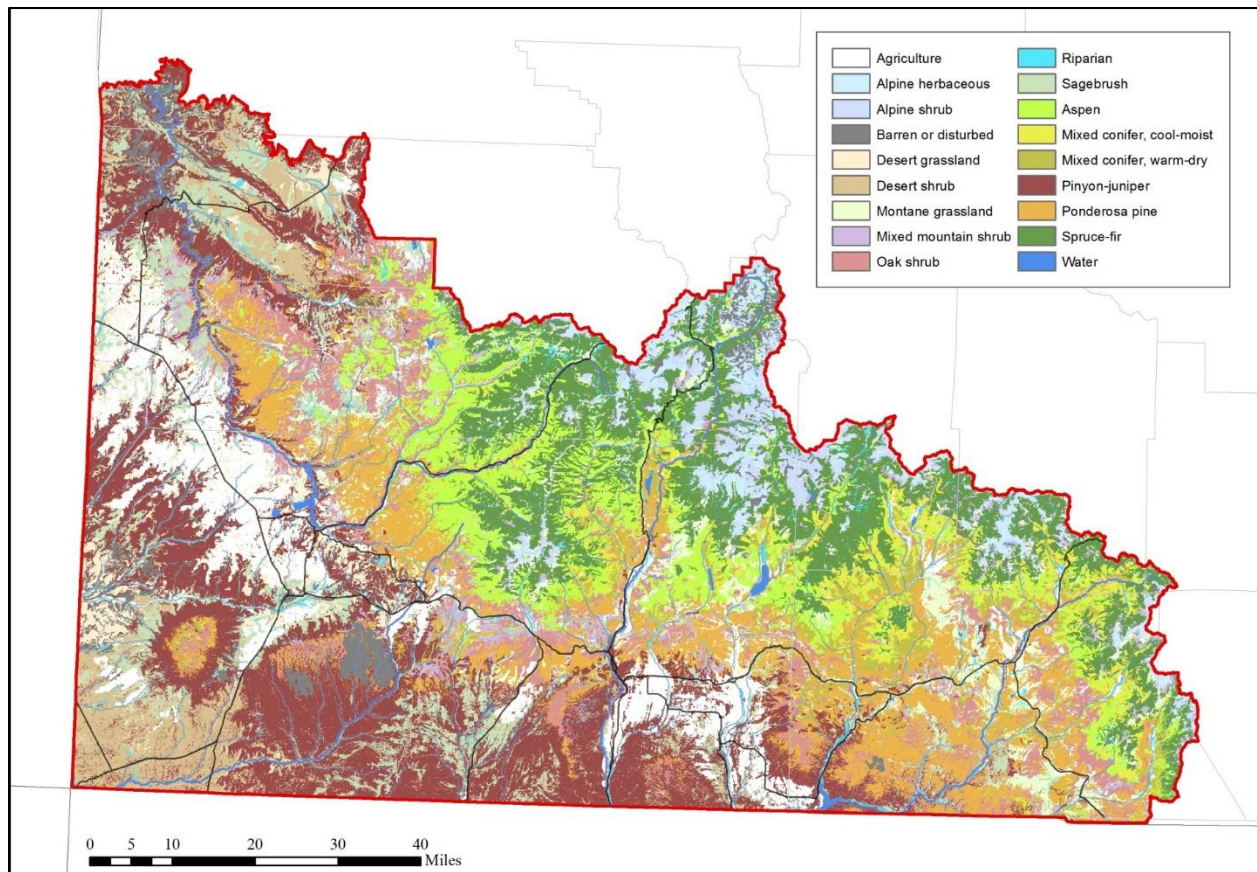 Agriculture
Alpine herbaceous
Alpine shrub
Barren or disturbed
Desert grassland
Desert shrub
Montane grassland
Mixed mountain shrub
Oak shrub
Riparian
Sagebrush
Aspen
Mixed conifer, cool-moist
Mixed conifer, warm-dry
Pinyon-juniper
Ponderosa pine
Spruce-fir
Water
0 5 10 20 30 40
Miles